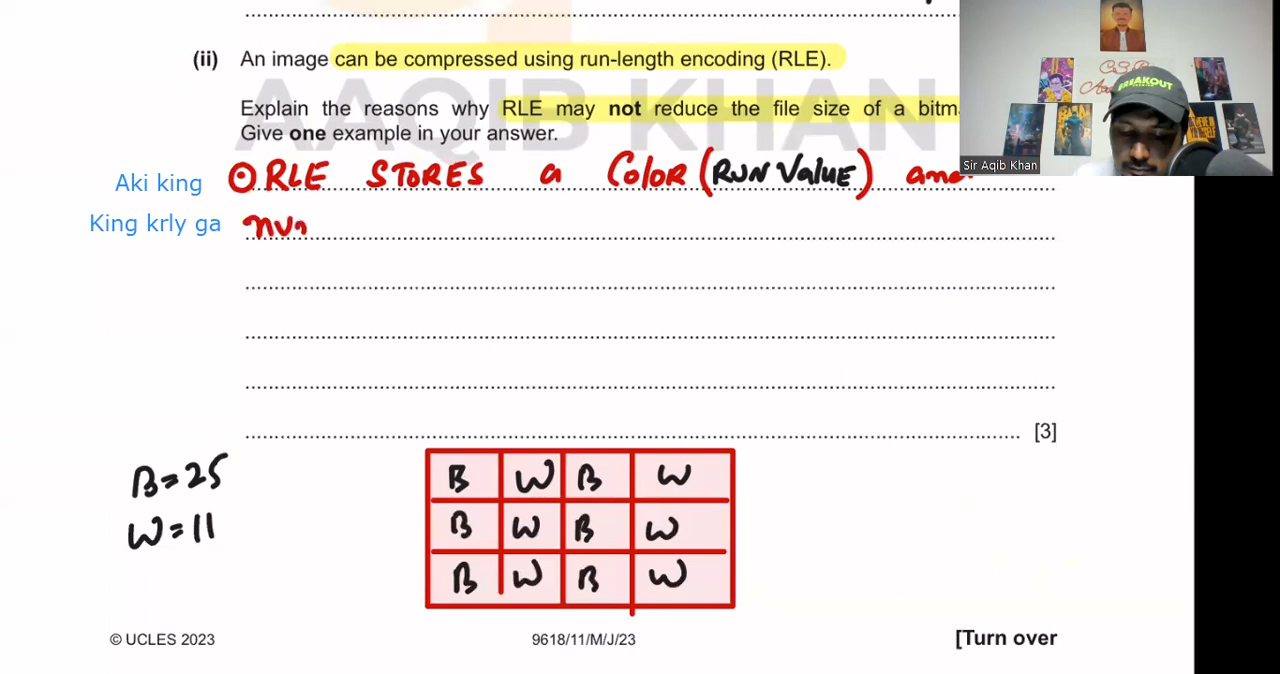 (ii) An image can be compressed using run-length encoding (RLE).
AAQIB KHAN
Explain the reasons why RLE may not reduce the file size of a bitm
Give one example in your answer.
BREAKOUT
Sir Aqib Khan
Aki king
RLE STORES a Color (RUN Value) and
King krly ga
[3]
B=25
W=11
B W B W
B W B W
B W B W
© UCLES 2023
9618/11/M/J/23
[Turn over